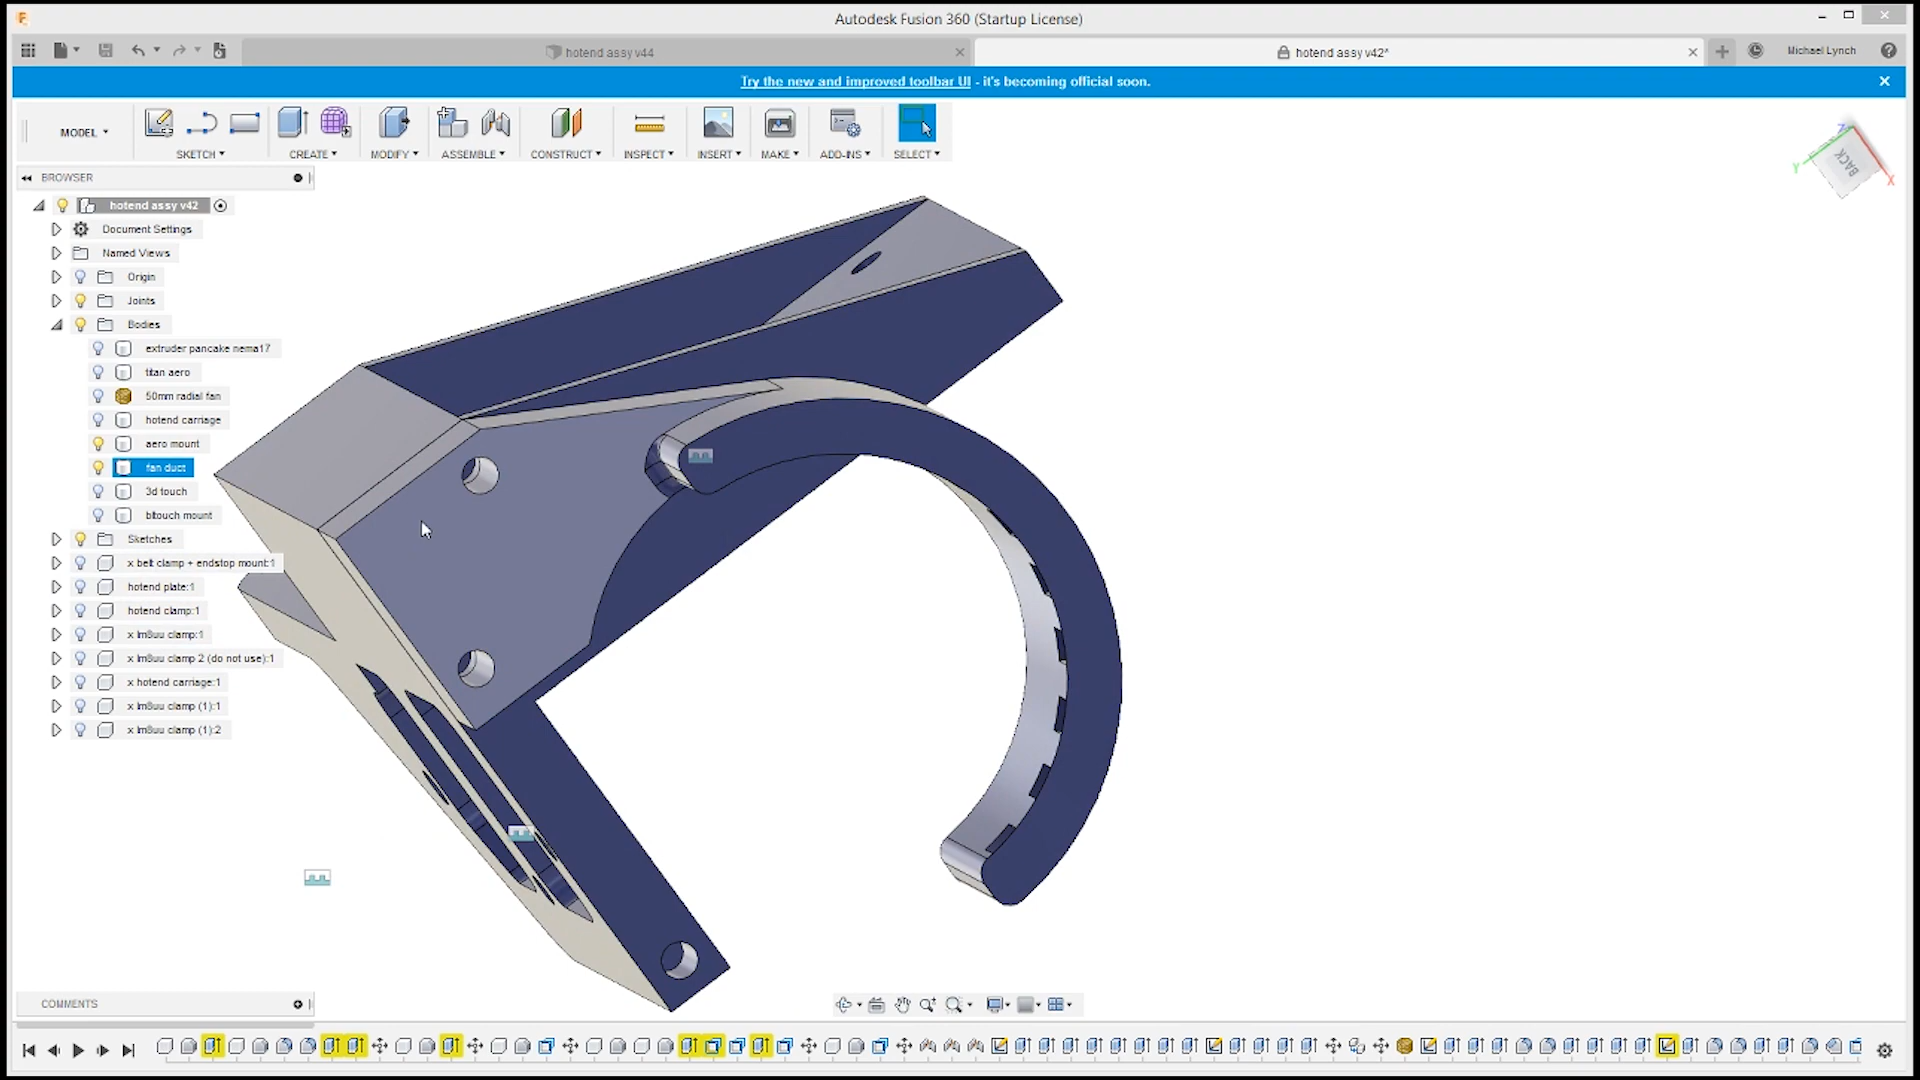 Autodesk Fusion 360 (Startup License)
hotend assy v44
hotend assy v42*
Michael Lynch
Try the new and improved toolbar UI - it's becoming official soon.
MODEL
SKETCH
CREATE
MODIFY
ASSEMBLE
CONSTRUCT
INSPECT
INSERT
MAKE
ADD-INS
SELECT
BROWSER
hotend assy v42
Document Settings
Named Views
Origin
Joints
Bodies
extruder pancake nema17
titan aero
50mm radial fan
hotend carriage
aero mount
fan duct
3d touch
bltouch mount
Sketches
x belt clamp + endstop mount:1
hotend plate:1
hotend clamp:1
x lm8uu clamp:1
x lm8uu clamp 2 (do not use):1
x hotend carriage:1
x lm8uu clamp (1):1
x lm8uu clamp (1):2
BACK
Z
Y
X
COMMENTS